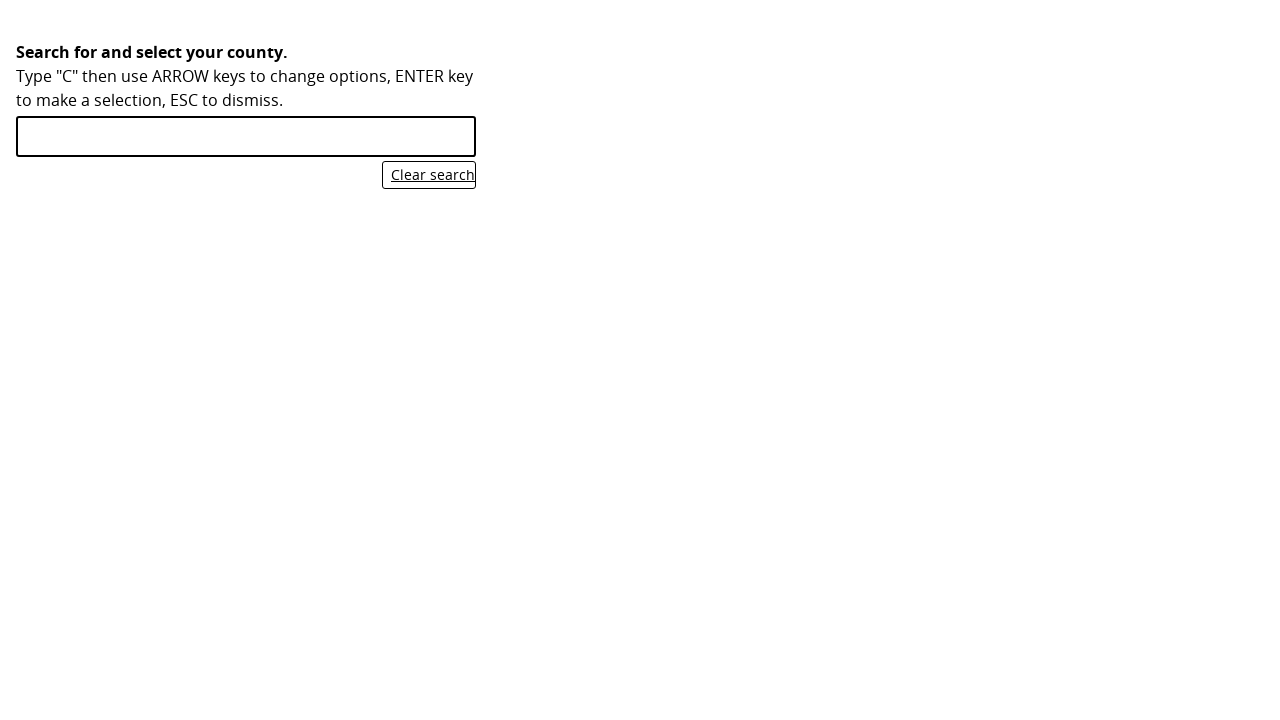 Search for and select your county.
Type "C" then use ARROW keys to change options, ENTER key
to make a selection, ESC to dismiss.
Clear search